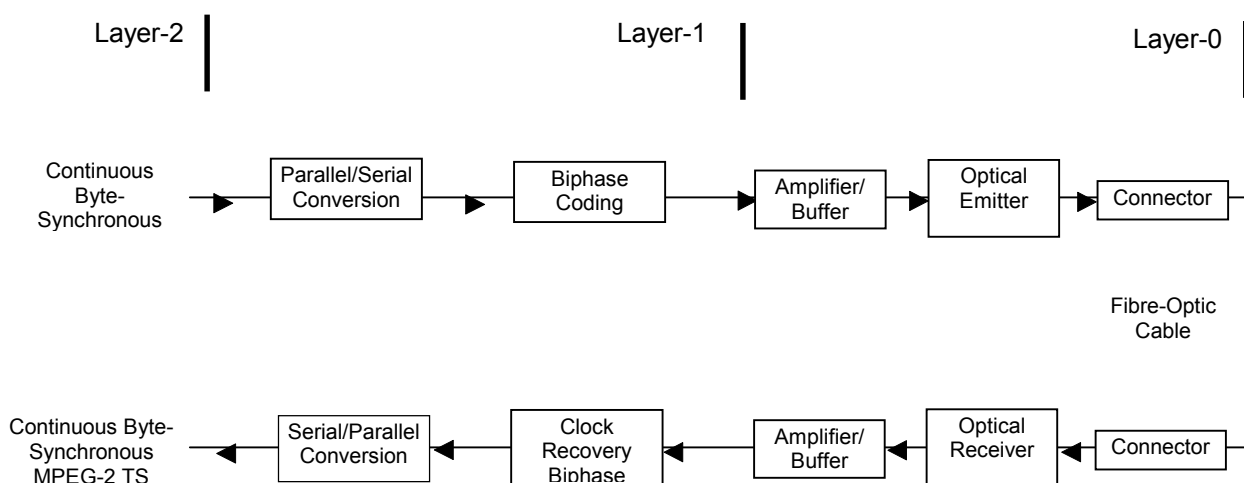 Layer-2
Layer-1
Layer-0
Continuous
Byte-
Synchronous
Parallel/Serial
Conversion
Biphase
Coding
Amplifier/
Buffer
Optical
Emitter
Connector
Fibre-Optic
Cable
Continuous Byte-
Synchronous
MPEG-2 TS
Serial/Parallel
Conversion
Clock
Recovery
Biphase
Amplifier/
Buffer
Optical
Receiver
Connector